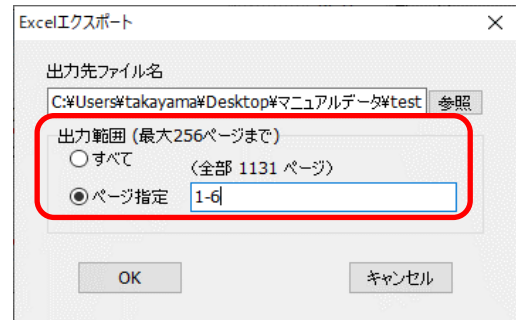 Excelエクスポート
出力先ファイル名
C:¥Users¥takayama¥Desktop¥マニュアルデータ¥test 参照
出力範囲 (最大256ページまで)
すべて (全部 1131 ページ)
ページ指定 1-6
OK キャンセル